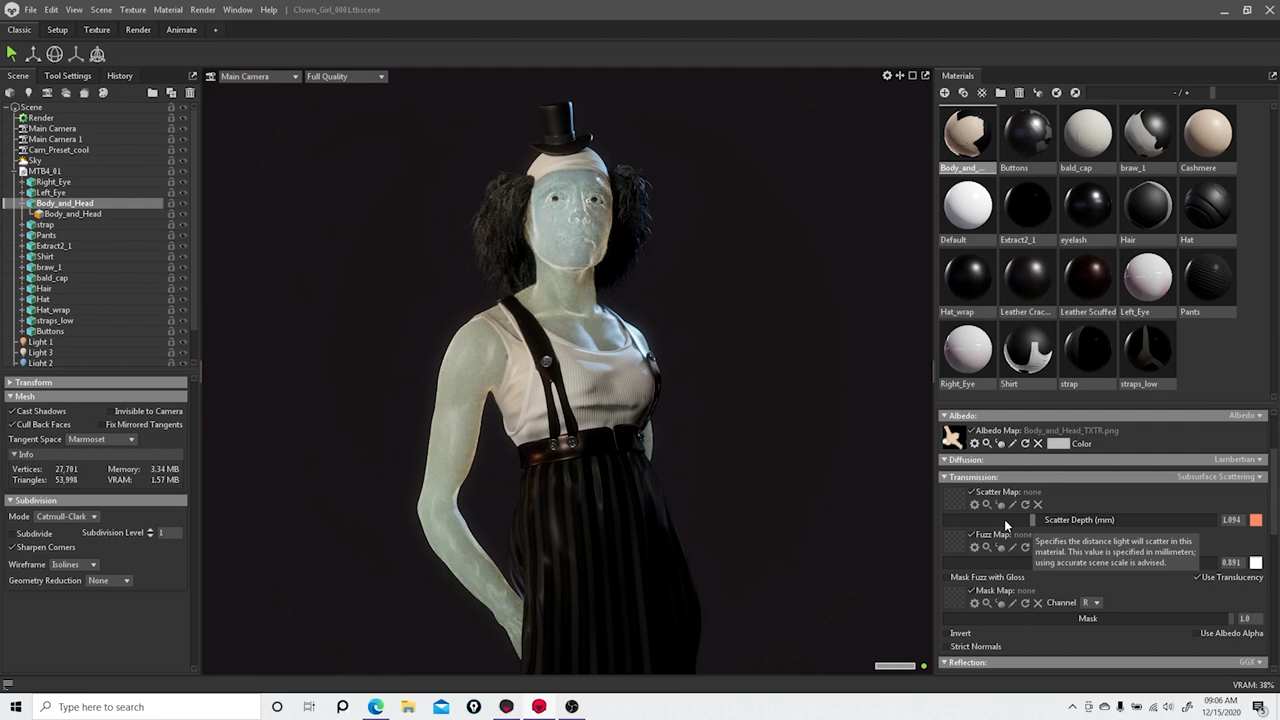 File Edit View Scene Texture Material Render Window Help Clown_Girl_000 I.tbscene
Classic Setup Texture Render Animate +
Scene Tool Settings History
Main Camera Full Quality
Materials
- / +
Scene
Render
Main Camera
Main Camera 1
Cam_Preset_cool
Sky
MTB4_01
Right_Eye
Left_Eye
Body_and_Head
Body_and_Head
strap
Pants
Extract2_1
Shirt
braw_1
bald_cap
Hair
Hat
Hat_wrap
straps_low
Buttons
Light 1
Light 3
Light 2
Transform
Mesh
Cast Shadows Invisible to Camera
Cull Back Faces Fix Mirrored Tangents
Tangent Space Marmoset
Info
Vertices: 27,701 Memory: 3.34 MB
Triangles: 53,998 VRAM: 1.57 MB
Subdivision
Mode Catmull-Clark
Subdivide Subdivision Level 1
Sharpen Corners
Wireframe Isolines
Geometry Reduction None
Body_and_... Buttons bald_cap braw_1 Cashmere
Default Extract2_1 eyelash Hair Hat
Hat_wrap Leather Crac... Leather Scuffed Left_Eye Pants
Right_Eye Shirt strap straps_low
Albedo: Albedo
Albedo Map: Body_and_Head_TXTR.png
Color
Diffusion: Lambertian
Transmission: Subsurface Scattering
Scatter Map: none
Scatter Depth (mm) 1.094
Fuzz Map: none
Specifies the distance light will scatter in this
material. This value is specified in millimeters;
using accurate scene scale is advised.
0.891
Mask Fuzz with Gloss Use Translucency
Mask Map: none
Channel R
Mask 1.0
Invert Use Albedo Alpha
Strict Normals
Reflection: GGX
VRAM: 38%
Type here to search
09:06 AM
12/15/2020